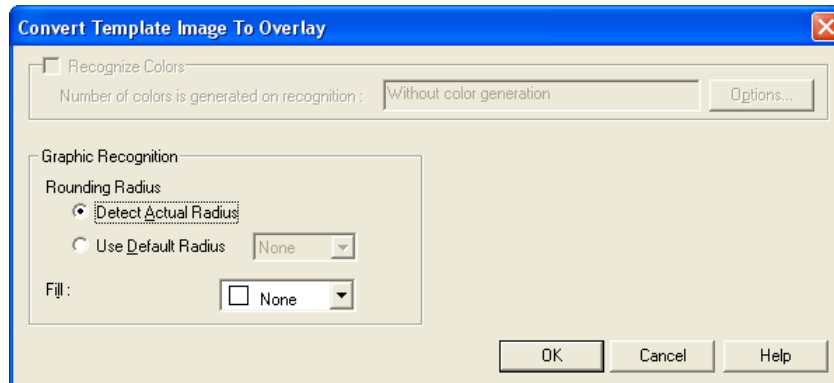 Convert Template Image To Overlay
Recognize Colors
Number of colors is generated on recognition :
Without color generation
Options...
Graphic Recognition
Rounding Radius
Detect Actual Radius
Use Default Radius
None
Fill :
None
OK
Cancel
Help